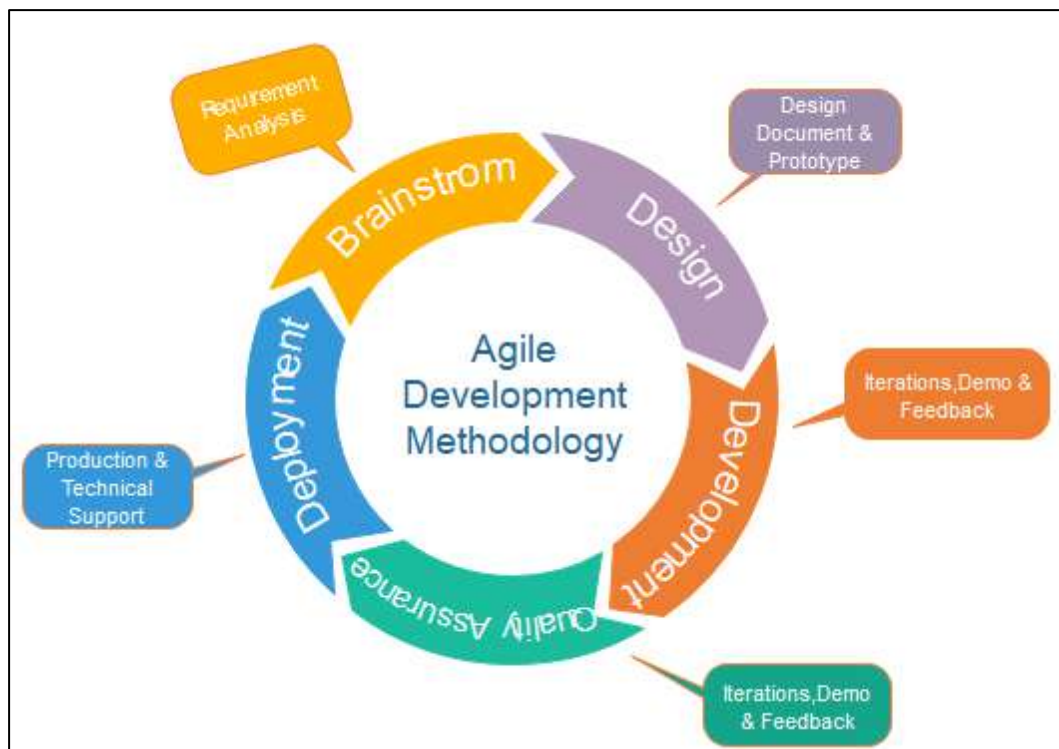 Requirement
Analysis
Brainstrom
Design
Document &
Prototype
Design
Iterations,Demo &
Feedback
Development
Iterations,Demo
& Feedback
Quality Assurance
Production &
Technical
Support
Deployment
Agile
Development
Methodology